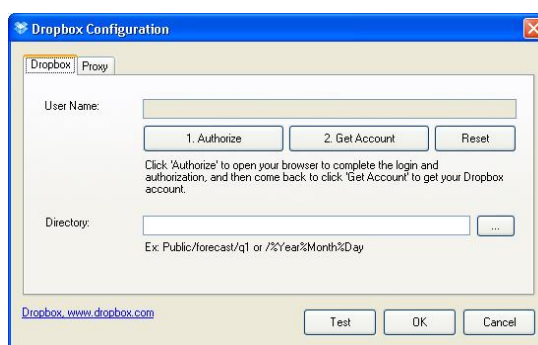 Dropbox Configuration
Dropbox Proxy
User Name:
1. Authorize 2. Get Account Reset
Click 'Authorize' to open your browser to complete the login and
authorization, and then come back to click 'Get Account' to get your Dropbox
account.
Directory: ...
Ex: Public/forecast/q1 or /%Year%Month%Day
Dropbox, www.dropbox.com
Test OK Cancel